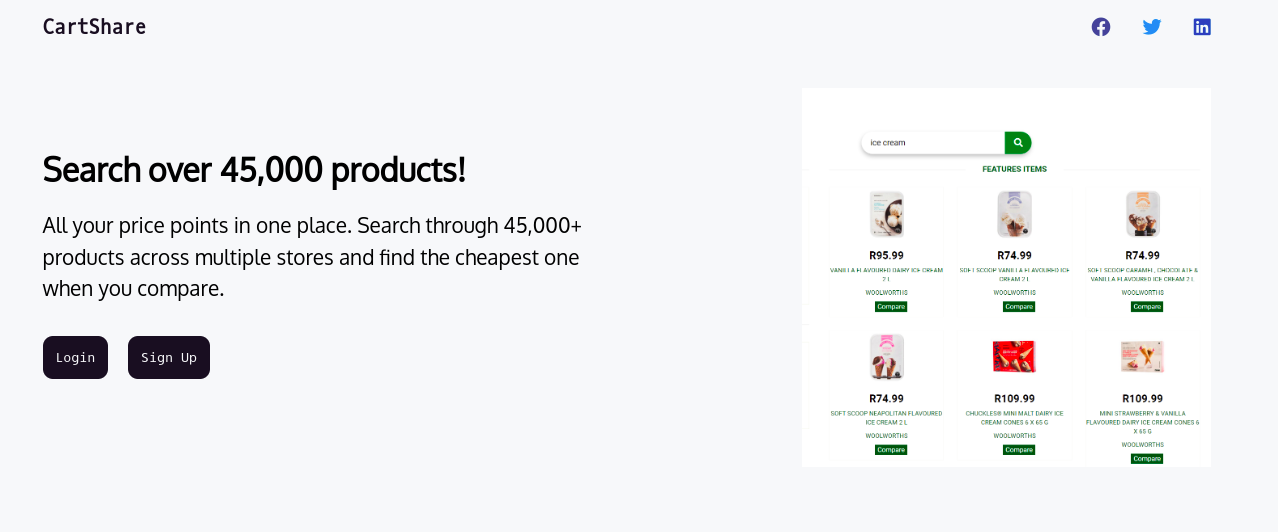 CartShare
Search over 45,000 products!
All your price points in one place. Search through 45,000+
products across multiple stores and find the cheapest one
when you compare.
Login
Sign Up
ice cream
FEATURES ITEMS
R95.99
VANILLA FLAVOURED DAIRY ICE CREAM
2 L
WOOLWORTHS
Compare
R74.99
SOFT SCOOP VANILLA FLAVOURED ICE
CREAM 2 L
WOOLWORTHS
Compare
R74.99
SOFT SCOOP CARAMEL, CHOCOLATE &
VANILLA FLAVOURED ICE CREAM 2 L
WOOLWORTHS
Compare
R74.99
SOFT SCOOP NEAPOLITAN FLAVOURED
ICE CREAM 2 L
WOOLWORTHS
Compare
R109.99
CHUCKLES® MINI MALT DAIRY ICE
CREAM CONES 6 X 65 G
WOOLWORTHS
Compare
R109.99
MINI STRAWBERRY & VANILLA
FLAVOURED DAIRY ICE CREAM CONES 6
X 65 G
WOOLWORTHS
Compare